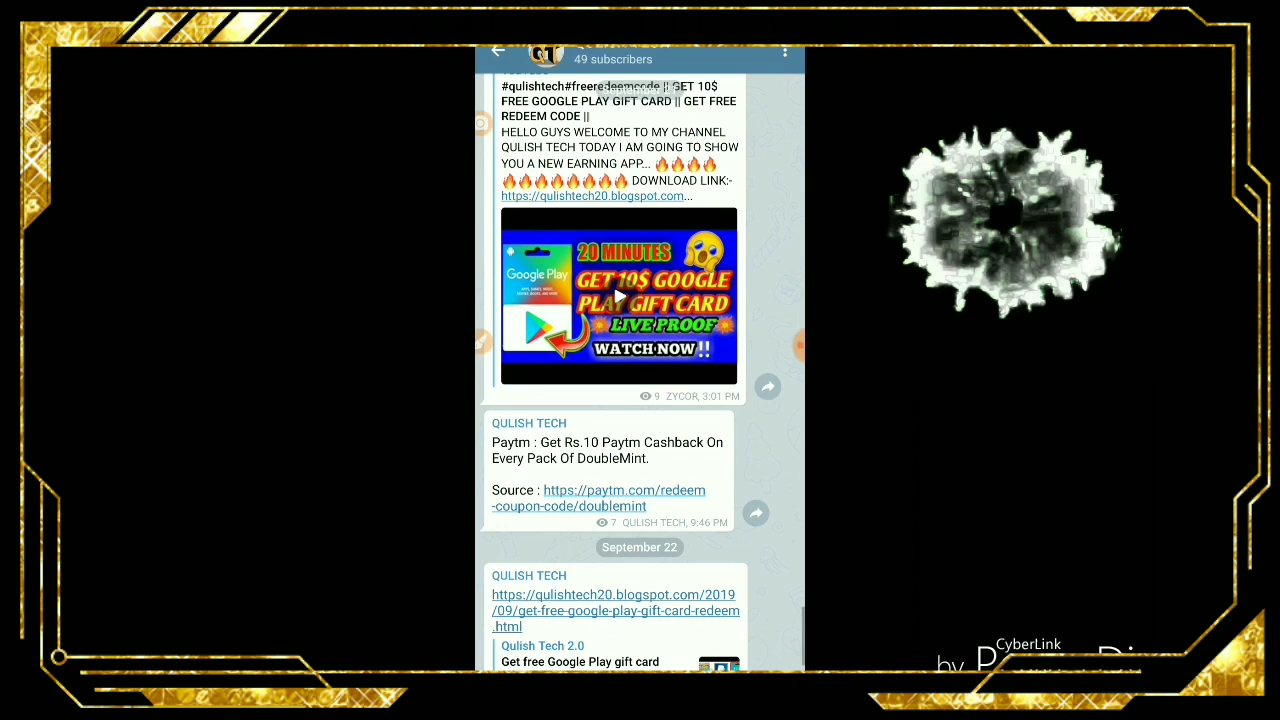 49 subscribers
#qulishtech#freeredeemcode || GET 10$
FREE GOOGLE PLAY GIFT CARD || GET FREE
REDEEM CODE ||
HELLO GUYS WELCOME TO MY CHANNEL
QULISH TECH TODAY I AM GOING TO SHOW
YOU A NEW EARNING APP... 🔥🔥🔥🔥
🔥🔥🔥🔥🔥🔥🔥🔥 DOWNLOAD LINK:-
https://qulishtech20.blogspot.com...
20 MINUTES
Google Play
GET 10$ GOOGLE
PLAY GIFT CARD
LIVE PROOF
WATCH NOW !!
9 ZYCOR, 3:01 PM
QULISH TECH
Paytm : Get Rs.10 Paytm Cashback On
Every Pack Of DoubleMint.
Source : https://paytm.com/redeem
-coupon-code/doublemint
7 QULISH TECH, 9:46 PM
September 22
QULISH TECH
https://qulishtech20.blogspot.com/2019
/09/get-free-google-play-gift-card-redeem
.html
Qulish Tech 2.0
Get free Google Play gift card
CyberLink
by